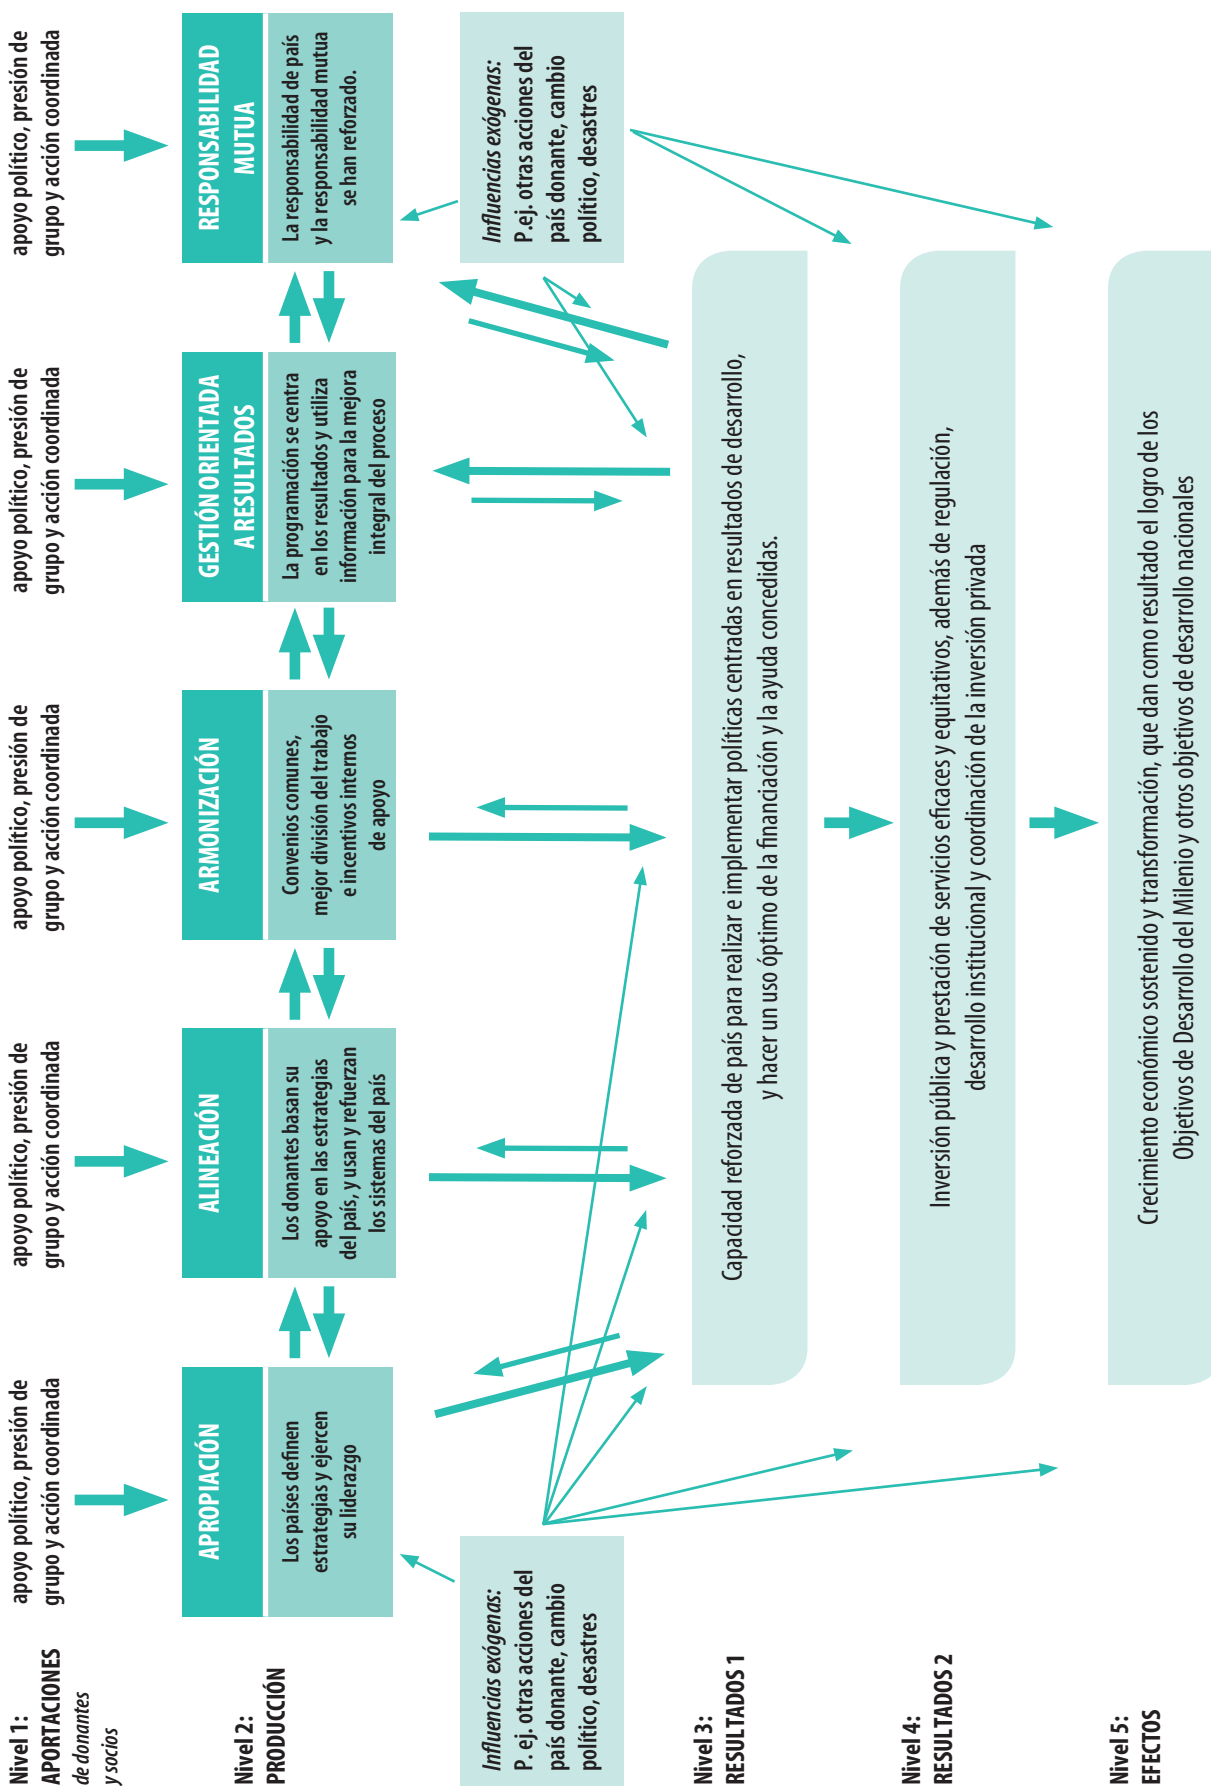 Nivel 1:
APORTACIONES
de donantes
y socios
apoyo político, presión de
grupo y acción coordinada
apoyo político, presión de
grupo y acción coordinada
apoyo político, presión de
grupo y acción coordinada
apoyo político, presión de
grupo y acción coordinada
apoyo político, presión de
grupo y acción coordinada
Nivel 2:
PRODUCCIÓN
APROPIACIÓN
Los países definen
estrategias y ejercen
su liderazgo
ALINEACIÓN
Los donantes basan su
apoyo en las estrategias
del país, y usan y refuerzan
los sistemas del país
ARMONIZACIÓN
Convenios comunes,
mejor división del trabajo
e incentivos internos
de apoyo
GESTIÓN ORIENTADA
A RESULTADOS
La programación se centra
en los resultados y utiliza
información para la mejora
integral del proceso
RESPONSABILIDAD
MUTUA
La responsabilidad de país
y la responsabilidad mutua
se han reforzado.
Influencias exógenas:
P. ej. otras acciones del
país donante, cambio
político, desastres
Influencias exógenas:
P.ej. otras acciones del
país donante, cambio
político, desastres
Nivel 3:
RESULTADOS 1
Capacidad reforzada de país para realizar e implementar políticas centradas en resultados de desarrollo,
y hacer un uso óptimo de la financiación y la ayuda concedidas.
Nivel 4:
RESULTADOS 2
Inversión pública y prestación de servicios eficaces y equitativos, además de regulación,
desarrollo institucional y coordinación de la inversión privada
Nivel 5:
EFECTOS
Crecimiento económico sostenido y transformación, que dan como resultado el logro de los
Objetivos de Desarrollo del Milenio y otros objetivos de desarrollo nacionales